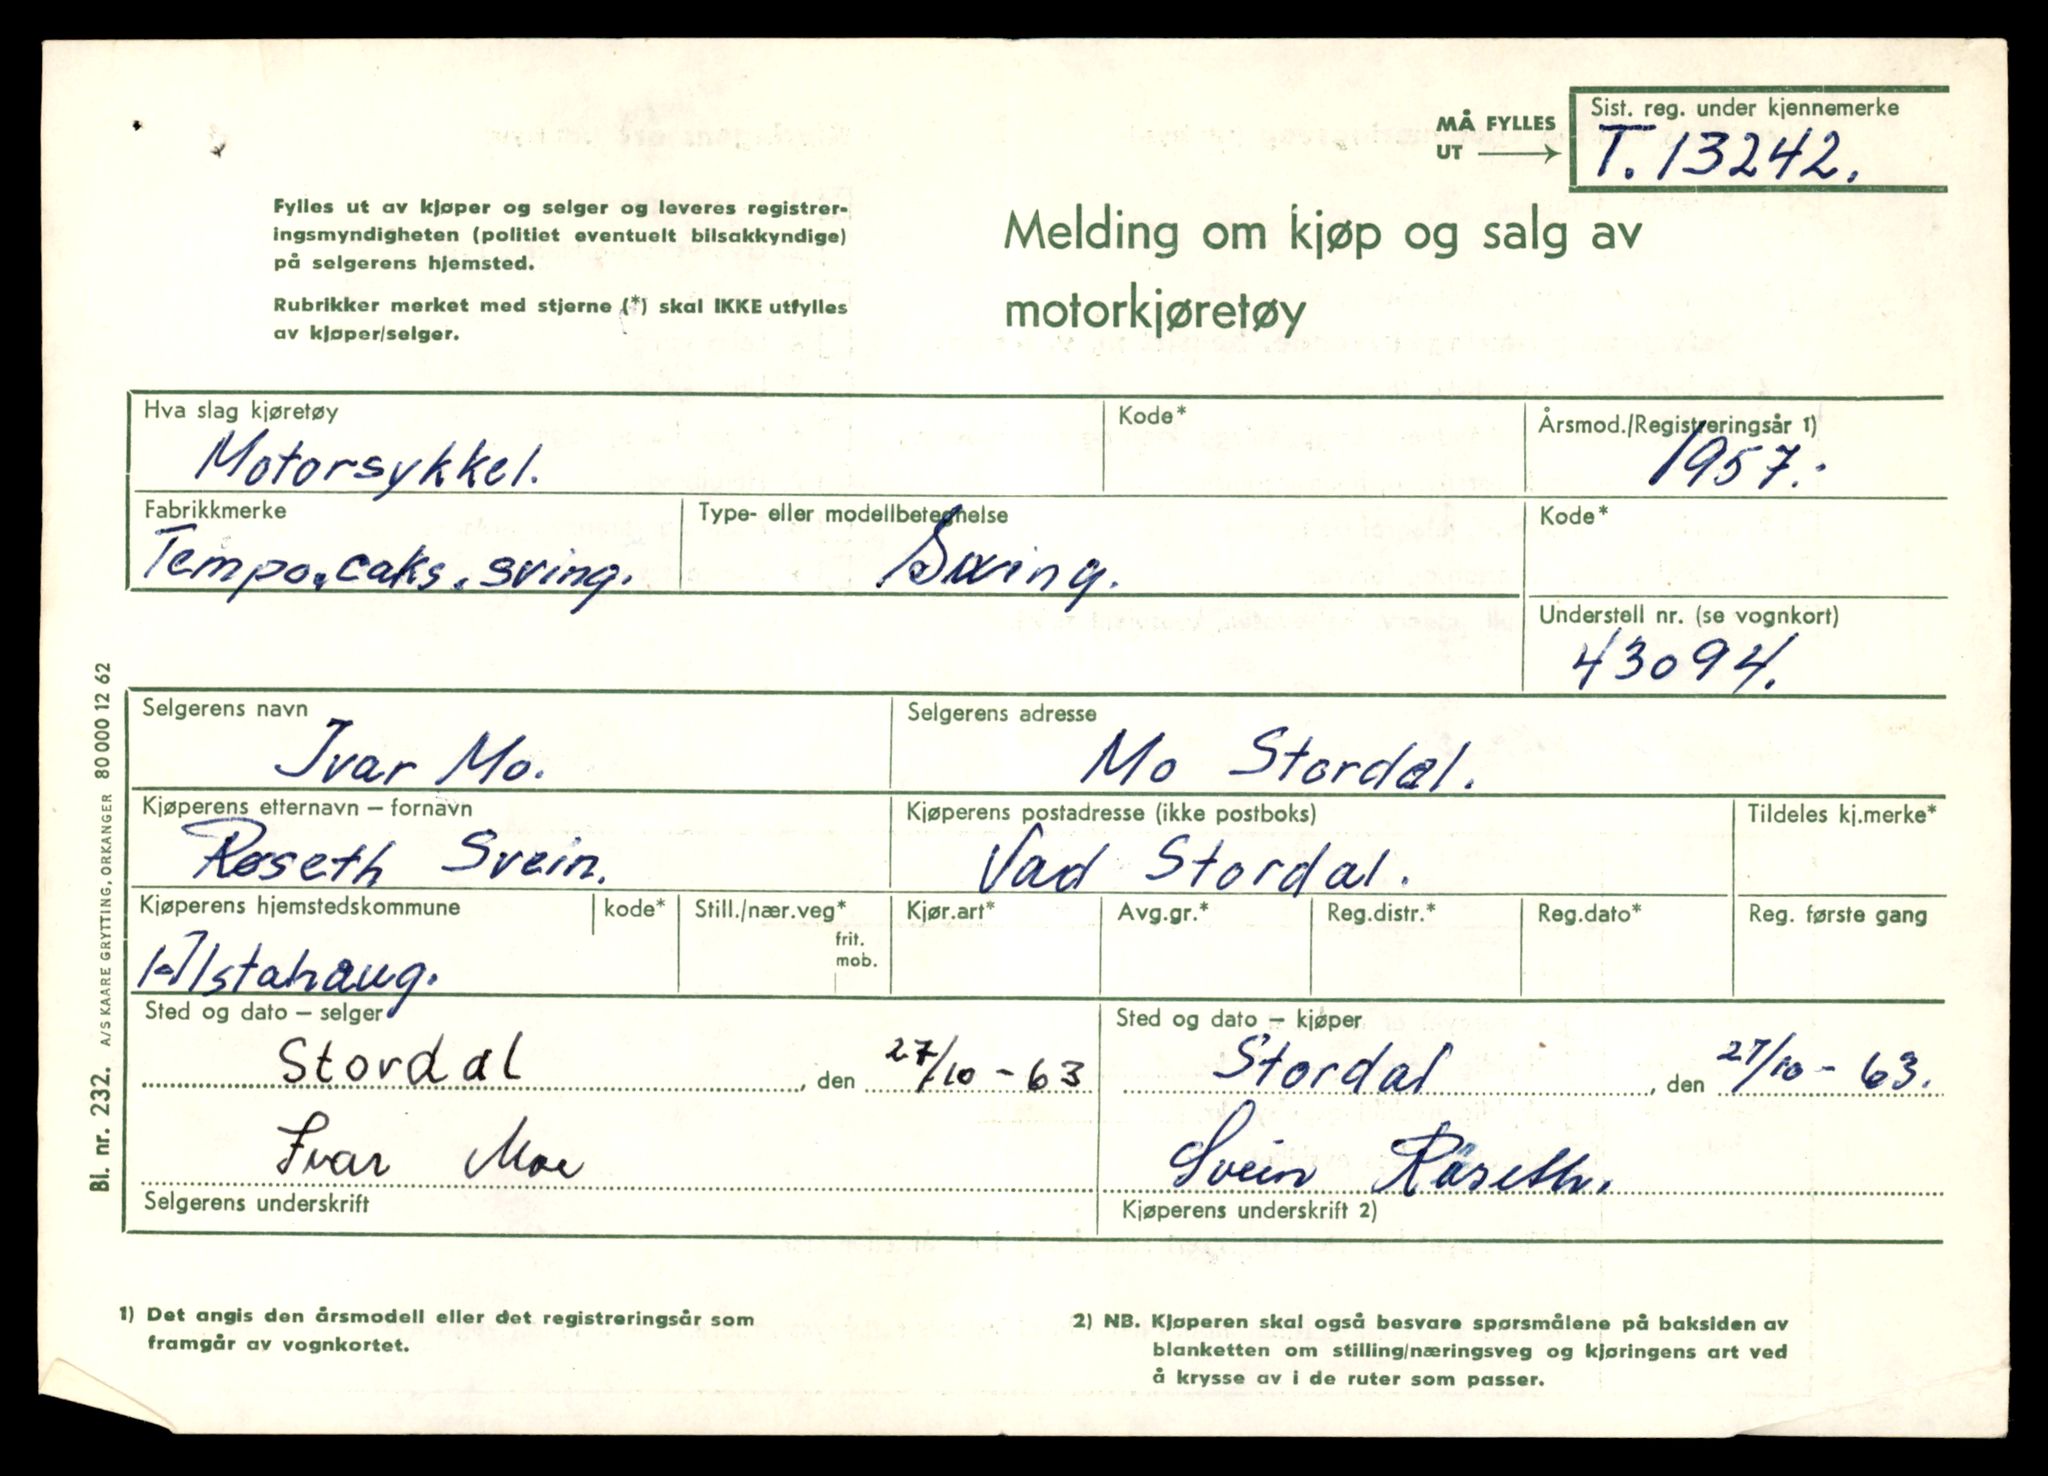 MÅ FYLLES
UT
Sist. reg. under kjennemerke
T. 13242.
Fylles ut av kjøper og selger og leveres registrer-
ingsmyndigheten (politiet eventuelt bilsakkyndige)
på selgerens hjemsted.
Rubrikker merket med stjerne (*) skal IKKE utfylles
av kjøper/selger.
Melding om kjøp og salg av
motorkjøretøy
Hva slag kjøretøy
Motorsykkel.
Kode*
Årsmod./Registreringsår 1)
1957.
Fabrikkmerke
Tempo. caks. sving.
Type- eller modellbetegnelse
Swing.
Kode*
Understell nr. (se vognkort)
43094.
Selgerens navn
Ivar Mo.
Selgerens adresse
Mo Stordal.
Kjøperens etternavn – fornavn
Røseth Svein.
Kjøperens postadresse (ikke postboks)
Vad Stordal.
Tildeles kj.merke*
Kjøperens hjemstedskommune
Alstahaug.
kode*
Still./nær.veg*
frit.
mob.
Kjør.art*
Avg.gr.*
Reg.distr.*
Reg.dato*
Reg. første gang
Sted og dato – selger
Stordal, den 27/10 - 63
Ivar Moe
Selgerens underskrift
Sted og dato – kjøper
Stordal, den 27/10 - 63.
Svein Röseth.
Kjøperens underskrift 2)
1) Det angis den årsmodell eller det registreringsår som
framgår av vognkortet.
2) NB. Kjøperen skal også besvare spørsmålene på baksiden av
blanketten om stilling/næringsveg og kjøringens art ved
å krysse av i de ruter som passer.
Bl. nr. 232. A/S KAARE GRYTTING, ORKANGER 80 000 12 62